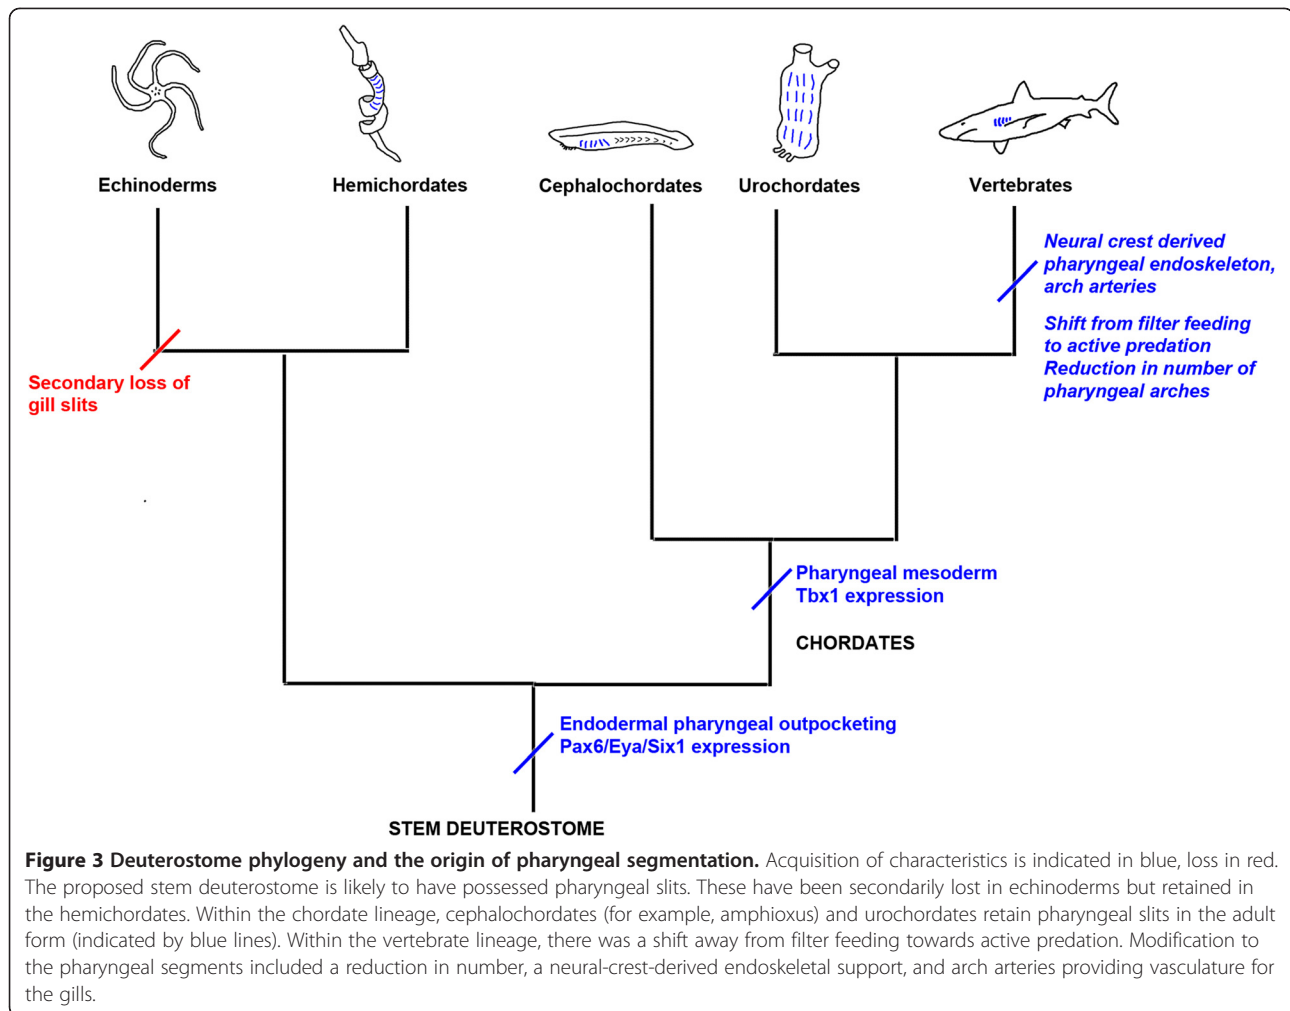 Echinoderms
Hemichordates
Cephalochordates
Urochordates
Vertebrates
Neural crest derived
pharyngeal endoskeleton,
arch arteries
Shift from filter feeding
to active predation
Reduction in number of
pharyngeal arches
Secondary loss of
gill slits
Pharyngeal mesoderm
Tbx1 expression
CHORDATES
Endodermal pharyngeal outpocketing
Pax6/Eya/Six1 expression
STEM DEUTEROSTOME
Figure 3 Deuterostome phylogeny and the origin of pharyngeal segmentation. Acquisition of characteristics is indicated in blue, loss in red.
The proposed stem deuterostome is likely to have possessed pharyngeal slits. These have been secondarily lost in echinoderms but retained in
the hemichordates. Within the chordate lineage, cephalochordates (for example, amphioxus) and urochordates retain pharyngeal slits in the adult
form (indicated by blue lines). Within the vertebrate lineage, there was a shift away from filter feeding towards active predation. Modification to
the pharyngeal segments included a reduction in number, a neural-crest-derived endoskeletal support, and arch arteries providing vasculature for
the gills.